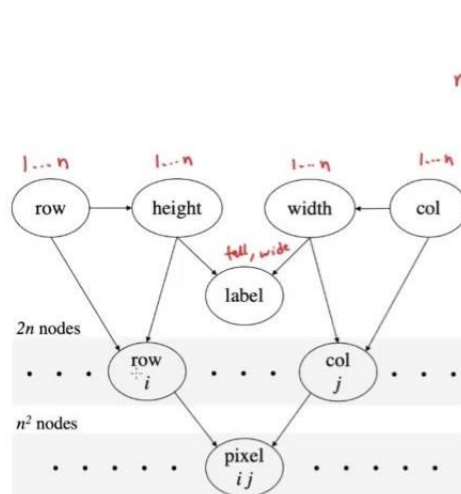 1...n 1...n 1...n 1...n
row height width col
tall, wide
label
2n nodes
row
i
col
j
n² nodes
pixel
i j